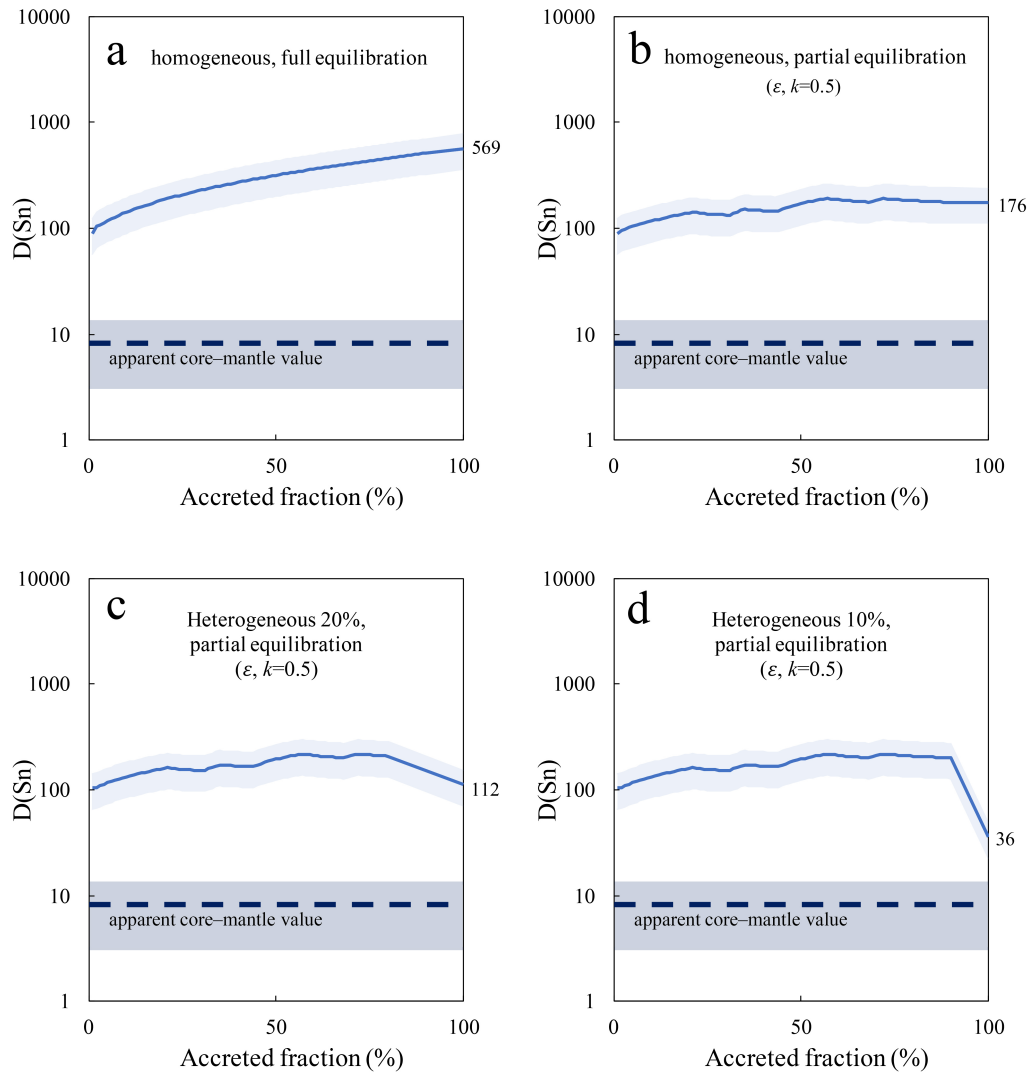 a
homogeneous, full equilibration
10000
1000
100
10
1
D(Sn)
569
apparent core–mantle value
0
50
100
Accreted fraction (%)
b
homogeneous, partial equilibration
(ε, k=0.5)
10000
1000
100
10
1
D(Sn)
176
apparent core–mantle value
0
50
100
Accreted fraction (%)
c
Heterogeneous 20%,
partial equilibration
(ε, k=0.5)
10000
1000
100
10
1
D(Sn)
112
apparent core–mantle value
0
50
100
Accreted fraction (%)
d
Heterogeneous 10%,
partial equilibration
(ε, k=0.5)
10000
1000
100
10
1
D(Sn)
36
apparent core–mantle value
0
50
100
Accreted fraction (%)